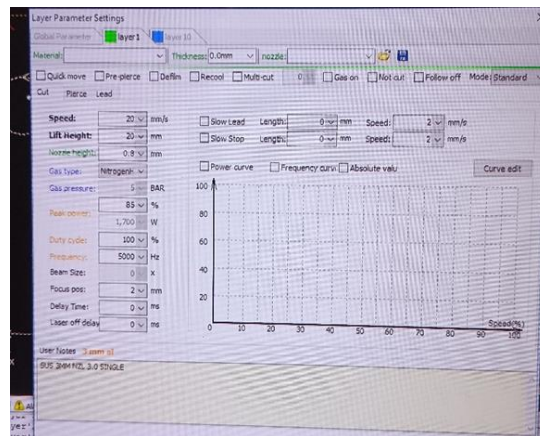 Layer Parameter Settings
Global Parameter layer1 layer10
Material: Thickness: 0.0mm nozzle:
Quick move Pre-pierce Defilm Recool Multi-cut 0 Gas on Not cut Follow off Mode: Standard
Cut Pierce Lead
Speed: 20 mm/s Slow Lead Length: 0 mm Speed: 2 mm/s
Lift Height: 20 mm Slow Stop Length: 0 mm Speed: 2 mm/s
Nozzle height: 0.8 mm
Power curve Frequency curv Absolute valu Curve edit
Gas type: Nitrogen
Gas pressure: 5 BAR
Peak power: 85 %
1,700 W
Duty cycle: 100 %
Frequency: 5000 Hz
Beam Size: 0 X
Focus pos: 2 mm
Delay Time: 0 ms
Laser off delay 0 ms
100
80
60
40
20
Speed(%)
0 10 20 30 40 50 60 70 80 90 100
User Notes 3 mm
SUS 3MM N2, 3.0 SINGLE